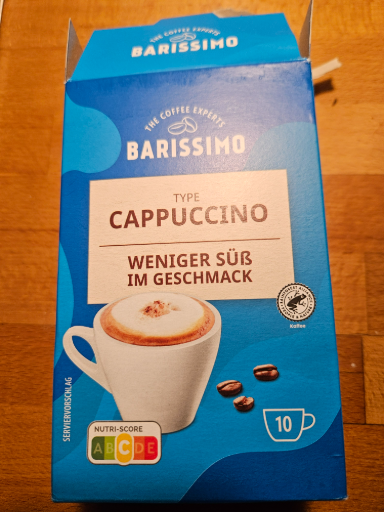 THE COFFEE EXPERTS
BARISSIMO
THE COFFEE EXPERTS
BARISSIMO
TYPE
CAPPUCCINO
WENIGER SÜß
IM GESCHMACK
Kaffee
SERVIERVORSCHLAG
10
NUTRI-SCORE
A B C D E